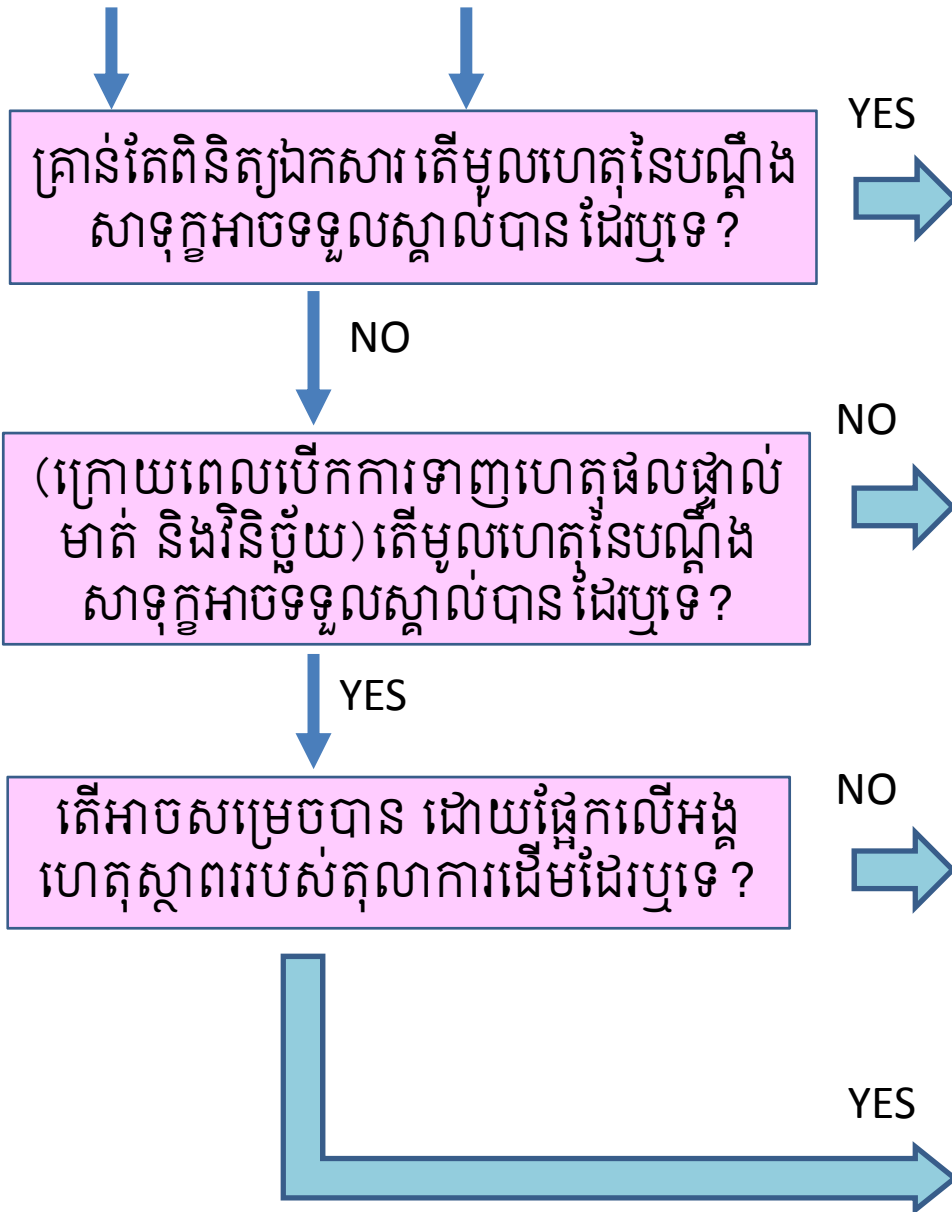 YES
គ្រាន់តែពិនិត្យឯកសារ តើមូលហេតុនៃបណ្តឹង
សាទុក្ខអាចទទួលស្គាល់បាន ដែរឬទេ ?
NO
NO
(ក្រោយពេលបើកការទាញហេតុផលផ្ទាល់
មាត់ និងវិនិច្ឆ័យ) តើមូលហេតុនៃបណ្តឹង
សាទុក្ខអាចទទួលស្គាល់បាន ដែរឬទេ ?
YES
NO
តើអាចសម្រេចបាន ដោយផ្អែកលើអង្គ
ហេតុស្ថាពររបស់តុលាការដើមដែរឬទេ ?
YES